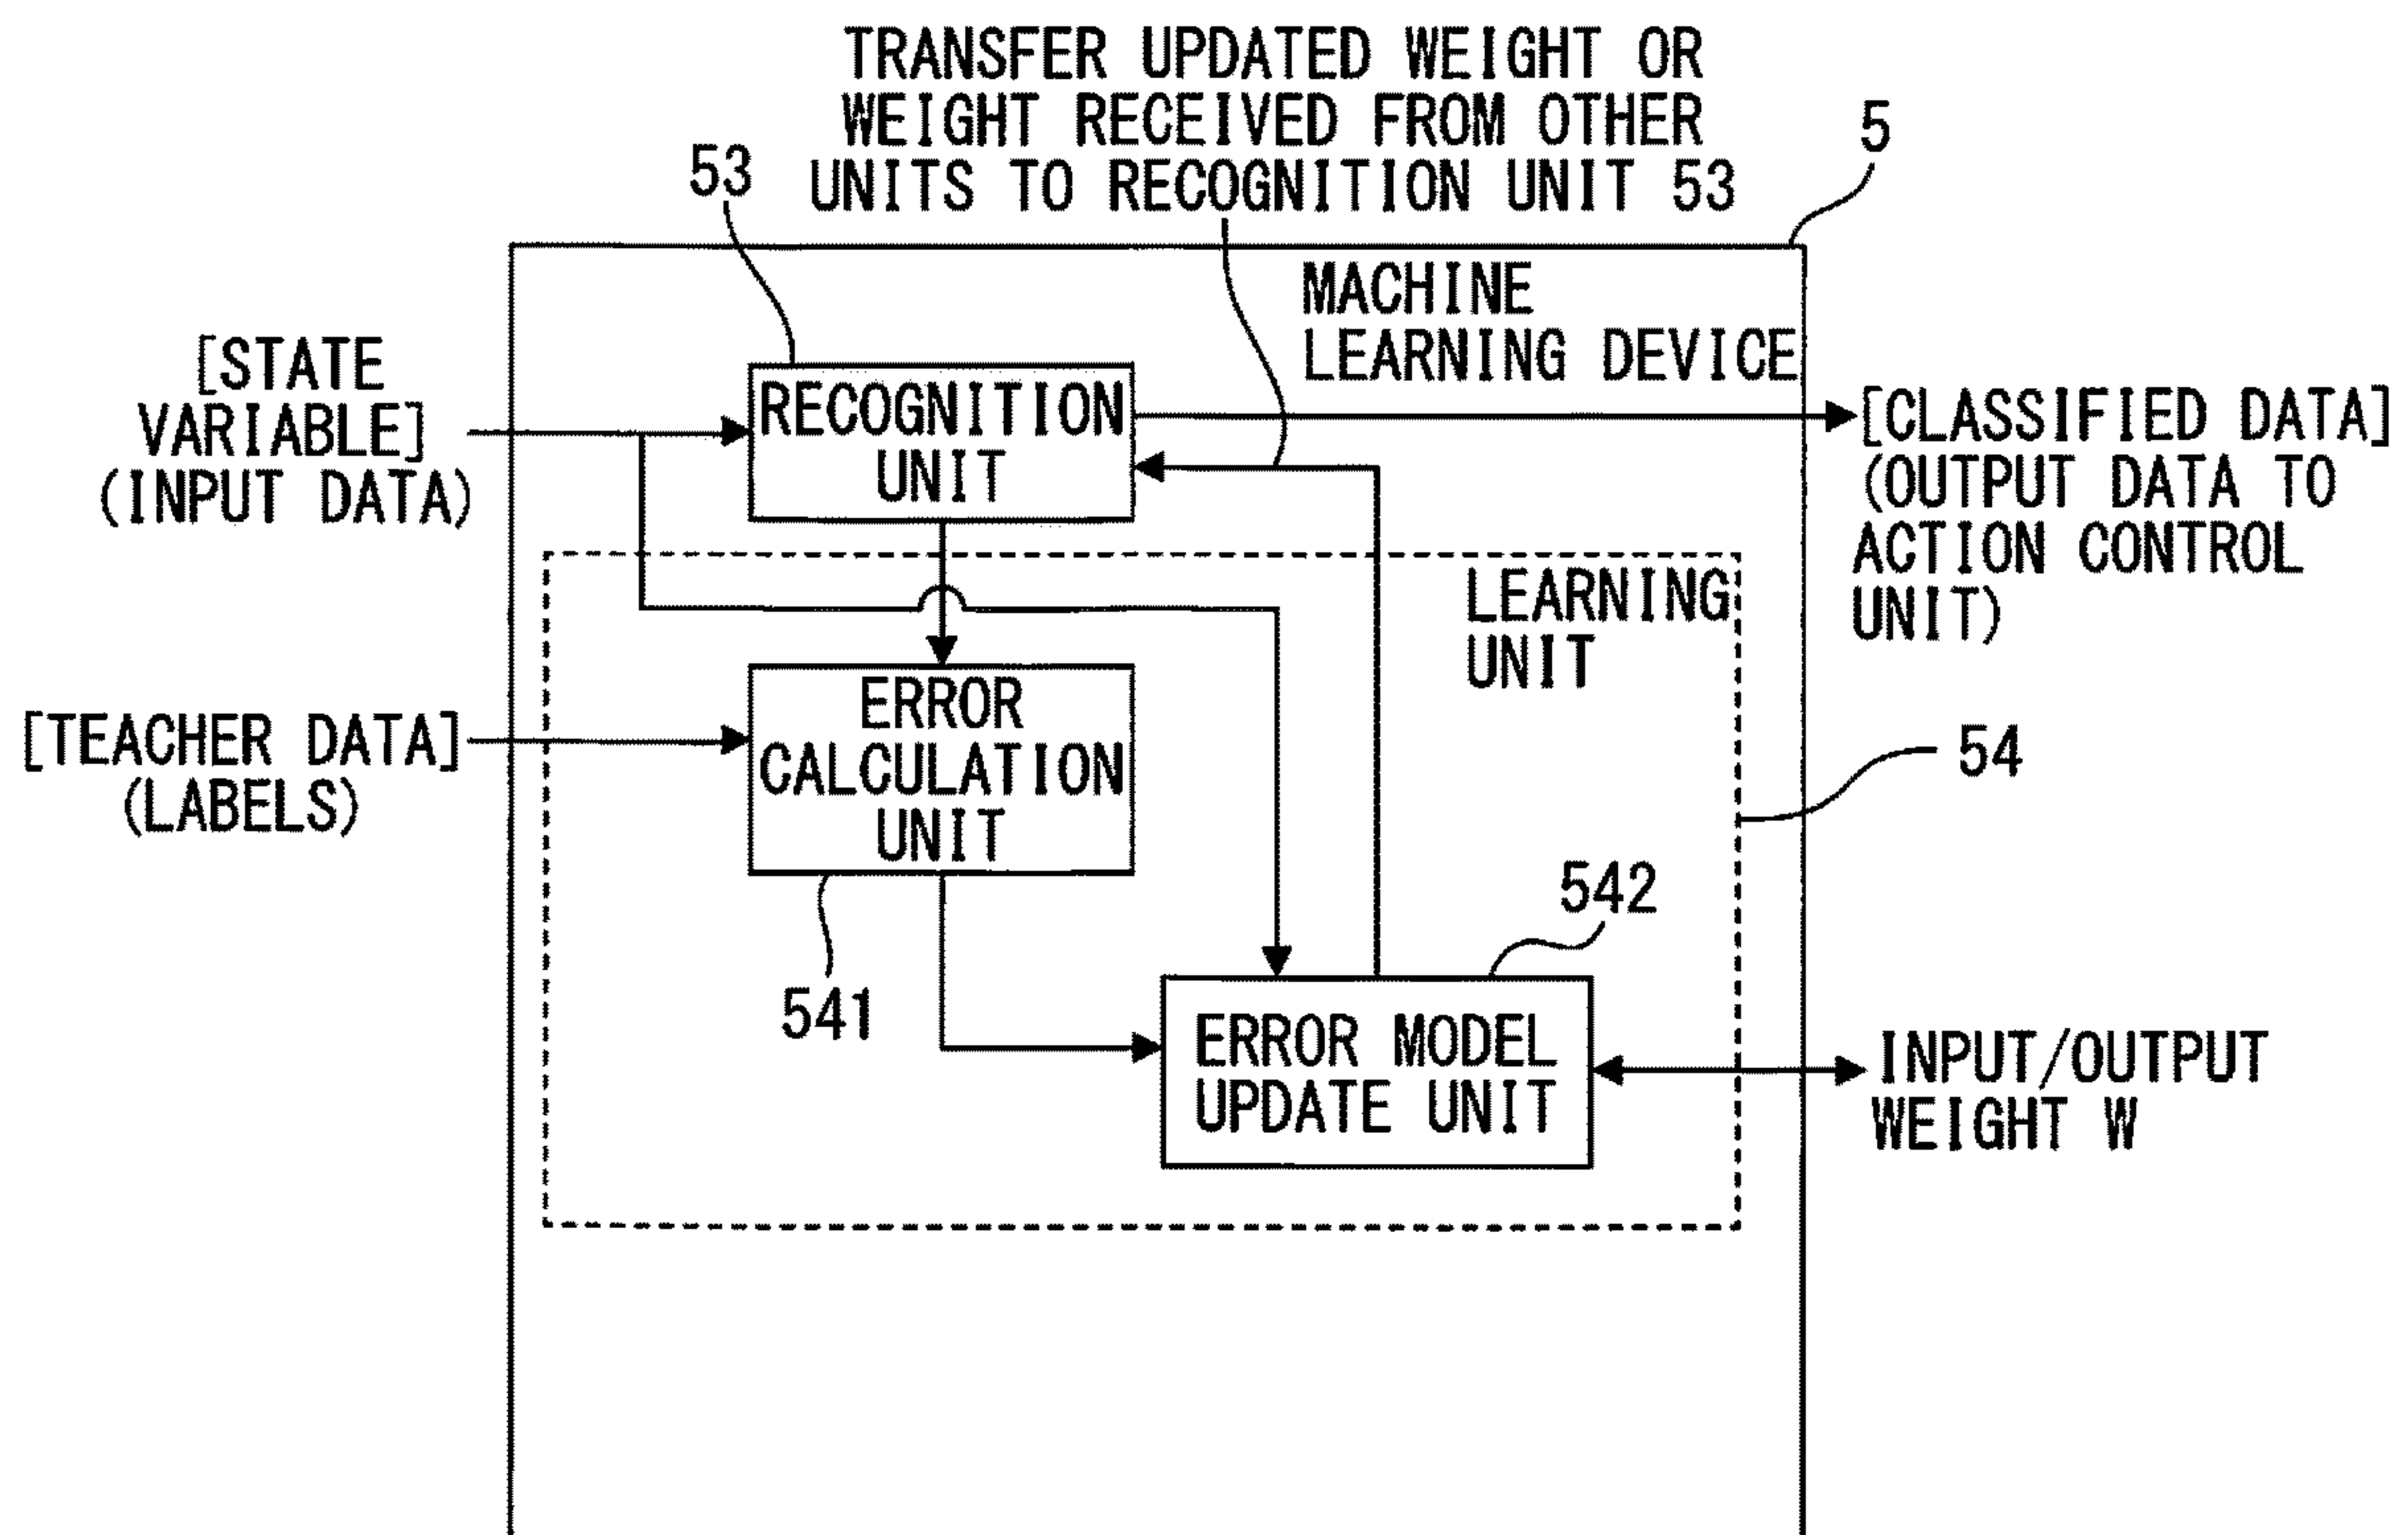 TRANSFER UPDATED WEIGHT OR
WEIGHT RECEIVED FROM OTHER
UNITS TO RECOGNITION UNIT 53
53
5
MACHINE
LEARNING DEVICE
[STATE
VARIABLE]
(INPUT DATA)
RECOGNITION
UNIT
[CLASSIFIED DATA]
(OUTPUT DATA TO
ACTION CONTROL
UNIT)
LEARNING
UNIT
[TEACHER DATA]
(LABELS)
ERROR
CALCULATION
UNIT
54
541
542
ERROR MODEL
UPDATE UNIT
INPUT/OUTPUT
WEIGHT W